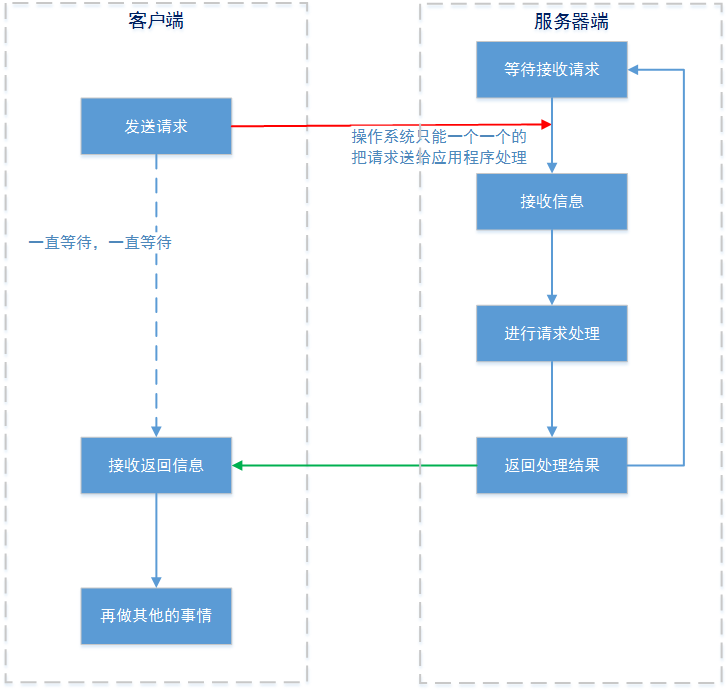 客户端
服务器端
等待接收请求
发送请求
操作系统只能一个一个的
把请求送给应用程序处理
接收信息
一直等待，一直等待
进行请求处理
接收返回信息
返回处理结果
再做其他的事情